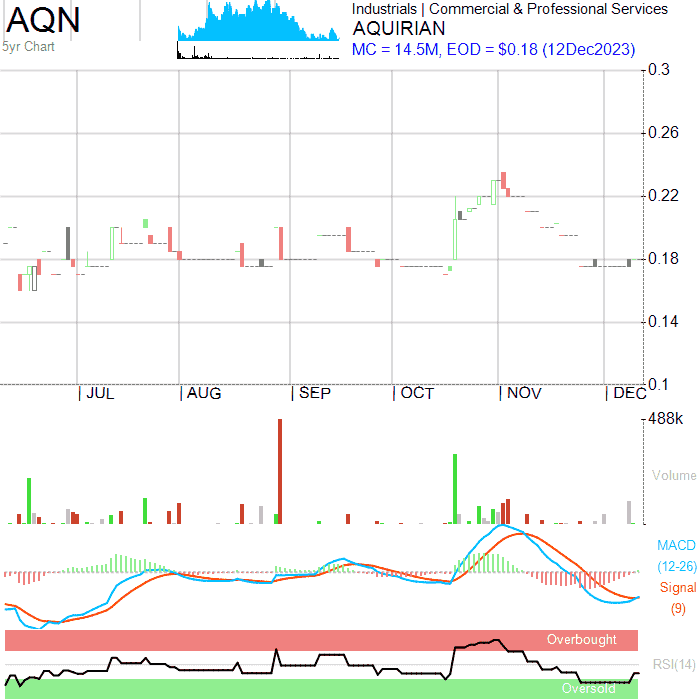 AQN
5yr Chart
Industrials | Commercial & Professional Services
AQUIRIAN
MC = 14.5M, EOD = $0.18 (12Dec2023)
0.3
0.26
0.22
0.18
0.14
0.1
| JUL | AUG | SEP | OCT | NOV | DEC
488k
Volume
MACD
(12-26)
Signal
(9)
Overbought
RSI(14)
Oversold